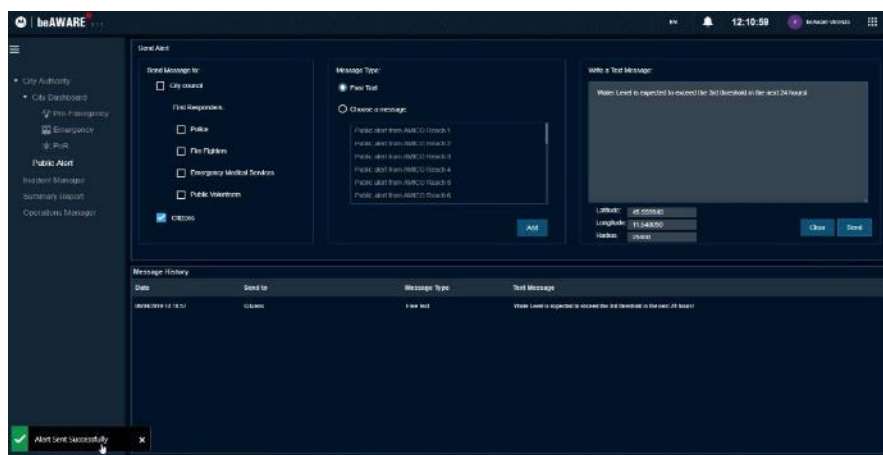 beAWARE
EN
12:10:59
beAWARE Vicenza
Send Alert
City Authority
City Dashboard
Pre-Emergency
Emergency
PoR
Public Alert
Incident Manager
Summary Report
Operations Manager
Send Message to:
City council
First Responders:
Police
Fire Fighters
Emergency Medical Services
Public Volunteers
Citizens
Message Type:
Free Text
Choose a message
Public alert from AMICO Reach 1
Public alert from AMICO Reach 2
Public alert from AMICO Reach 3
Public alert from AMICO Reach 4
Public alert from AMICO Reach 5
Public alert from AMICO Reach 6
Add
Write a Text Message:
Water Level is expected to exceed the 3rd threshold in the next 24 hours!
Latitude:
Longitude:
Radius:
Clear
Send
Message History
Date
Send to
Message Type
Text Message
Citizens
Free Text
Water Level is expected to exceed the 3rd threshold in the next 24 hours!
Alert Sent Successfully